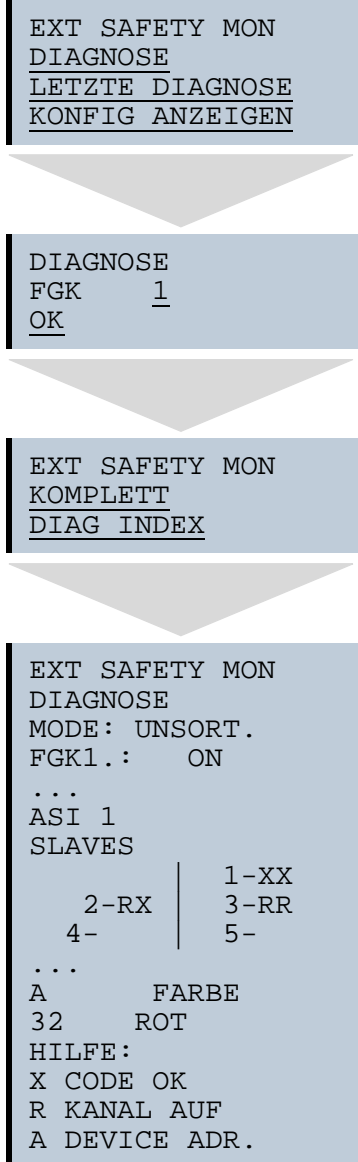 EXT SAFETY MON
DIAGNOSE
LETZTE DIAGNOSE
KONFIG ANZEIGEN
DIAGNOSE
FGK 1
OK
EXT SAFETY MON
KOMPLETT
DIAG INDEX
EXT SAFETY MON
DIAGNOSE
MODE: UNSORT.
FGK1.: ON
...
ASI 1
SLAVES
1-XX
2-RX 3-RR
4- 5-
...
A FARBE
32 ROT
HILFE:
X CODE OK
R KANAL AUF
A DEVICE ADR.